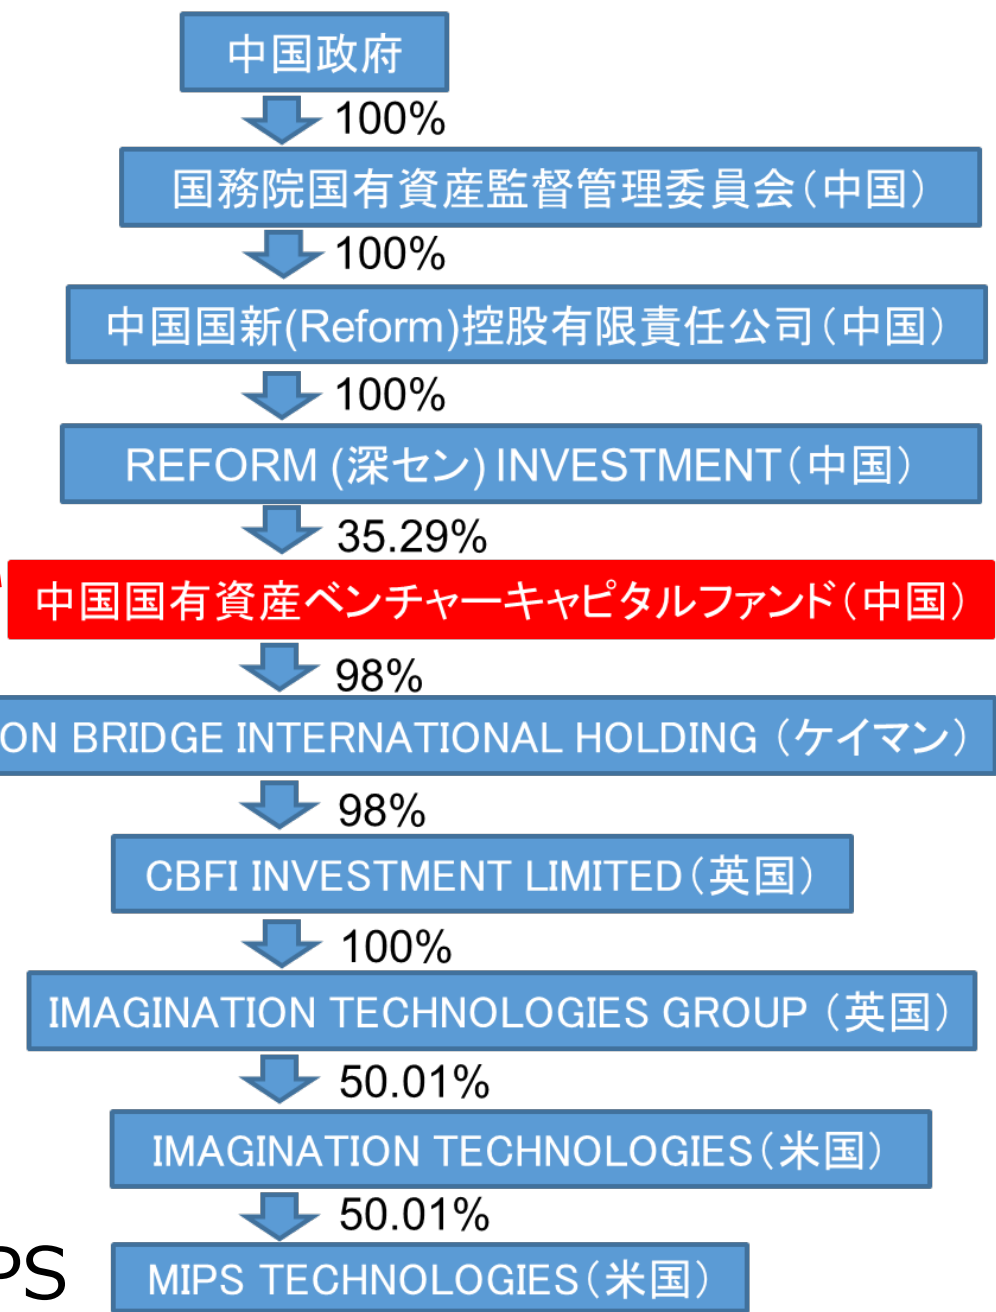 中国政府
100%
国務院国有資産監督管理委員会（中国）
100%
中国国新(Reform)控股有限責任公司（中国）
100%
REFORM (深セン) INVESTMENT（中国）
35.29%
中国国有資産ベンチャーキャピタルファンド（中国）
98%
ON BRIDGE INTERNATIONAL HOLDING （ケイマン）
98%
CBFI INVESTMENT LIMITED（英国）
100%
IMAGINATION TECHNOLOGIES GROUP （英国）
50.01%
IMAGINATION TECHNOLOGIES（米国）
50.01%
PS
MIPS TECHNOLOGIES（米国）